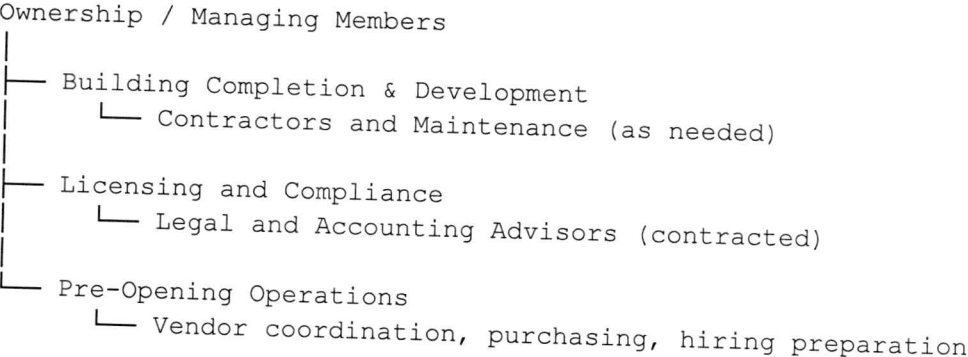 Ownership / Managing Members
Building Completion & Development
Contractors and Maintenance (as needed)
Licensing and Compliance
Legal and Accounting Advisors (contracted)
Pre-Opening Operations
Vendor coordination, purchasing, hiring preparation